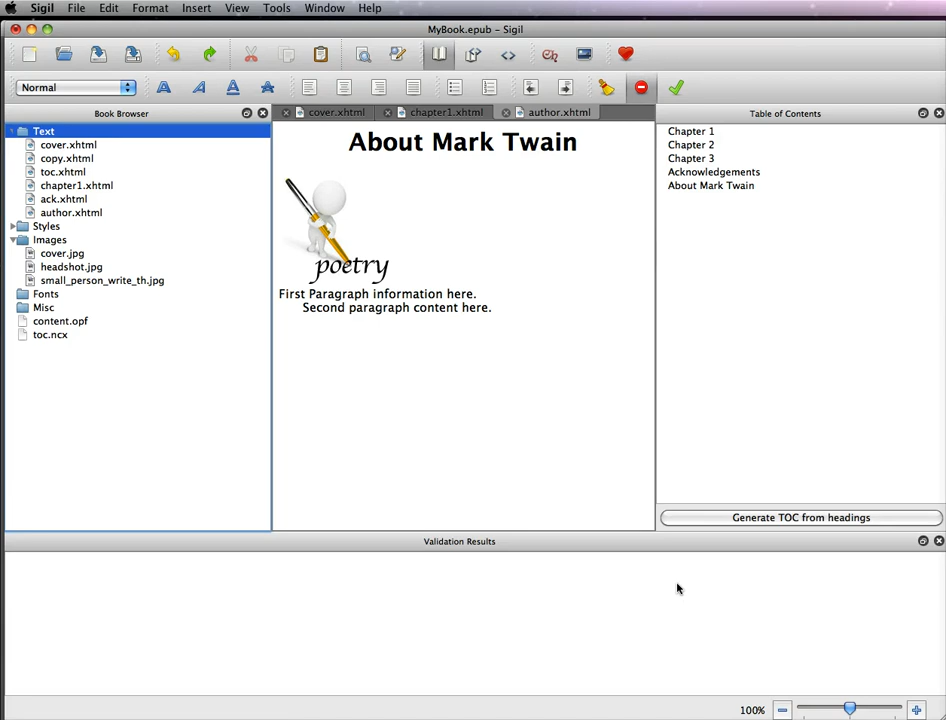 Sigil File Edit Format Insert View Tools Window Help
MyBook.epub – Sigil
Normal A A A A
Book Browser
cover.xhtml chapter1.xhtml author.xhtml
Table of Contents
Text
cover.xhtml
copy.xhtml
toc.xhtml
chapter1.xhtml
ack.xhtml
author.xhtml
Styles
Images
cover.jpg
headshot.jpg
small_person_write_th.jpg
Fonts
Misc
content.opf
toc.ncx
About Mark Twain
poetry
First Paragraph information here.
Second paragraph content here.
Chapter 1
Chapter 2
Chapter 3
Acknowledgements
About Mark Twain
Generate TOC from headings
Validation Results
100%